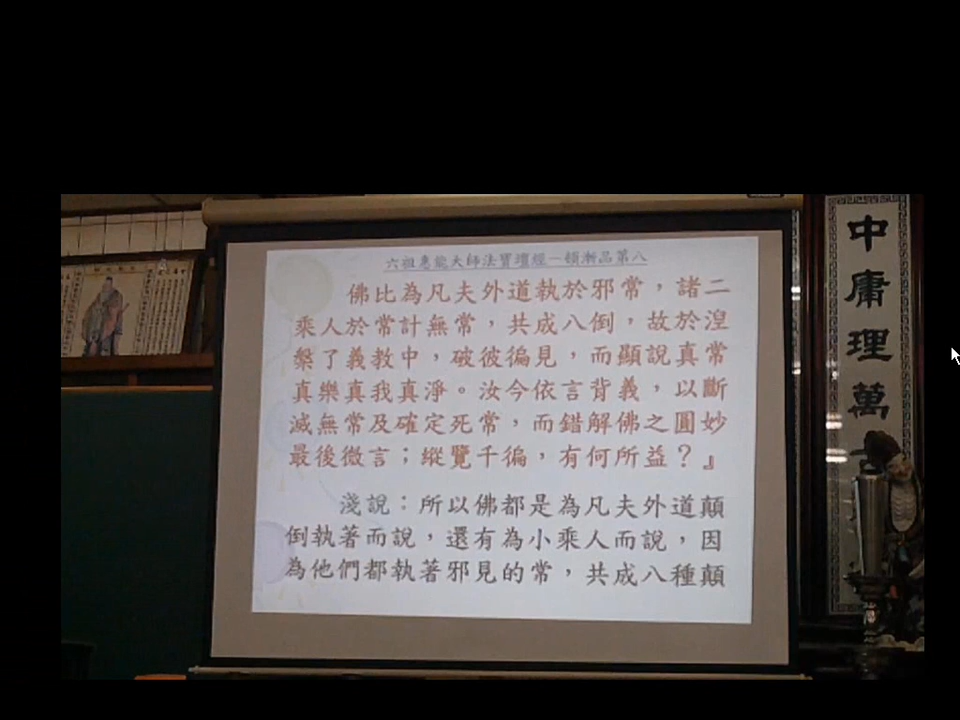 六祖惠能大師法寶壇經－頓漸品第八
佛比為凡夫外道執於邪常，諸二
乘人於常計無常，共成八倒，故於涅
槃了義教中，破彼徧見，而顯說真常
真樂真我真淨。汝今依言背義，以斷
滅無常及確定死常，而錯解佛之圓妙
最後微言；縱覽千徧，有何所益？』
淺說：所以佛都是為凡夫外道顛
倒執著而說，還有為小乘人而說，因
為他們都執著邪見的常，共成八種顛
中庸理萬